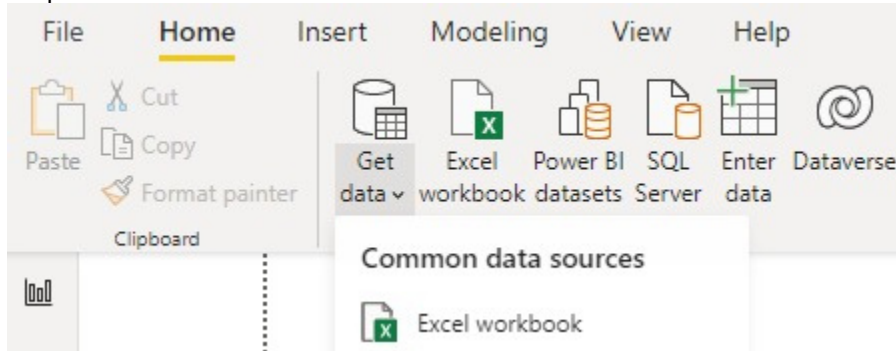 File Home Insert Modeling View Help
Paste
Cut
Copy
Format painter
Clipboard
Get data
Excel workbook
Power BI datasets
SQL Server
Enter data
Dataverse
Common data sources
Excel workbook